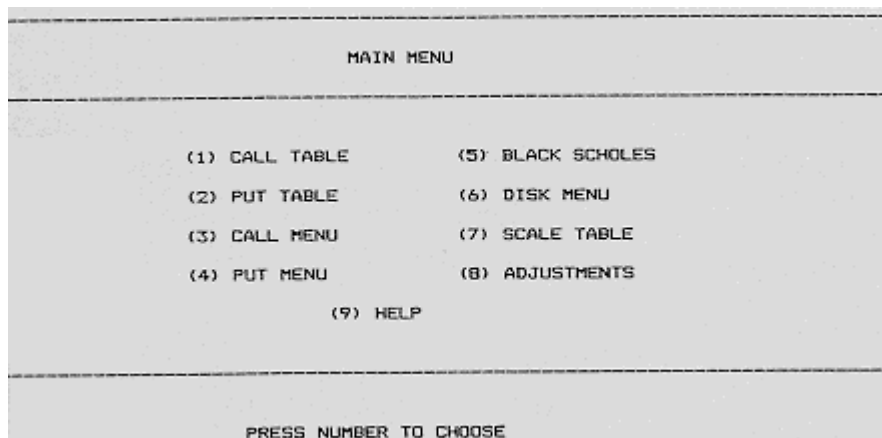 MAIN MENU
(1) CALL TABLE (5) BLACK SCHOLES
(2) PUT TABLE (6) DISK MENU
(3) CALL MENU (7) SCALE TABLE
(4) PUT MENU (8) ADJUSTMENTS
(9) HELP
PRESS NUMBER TO CHOOSE